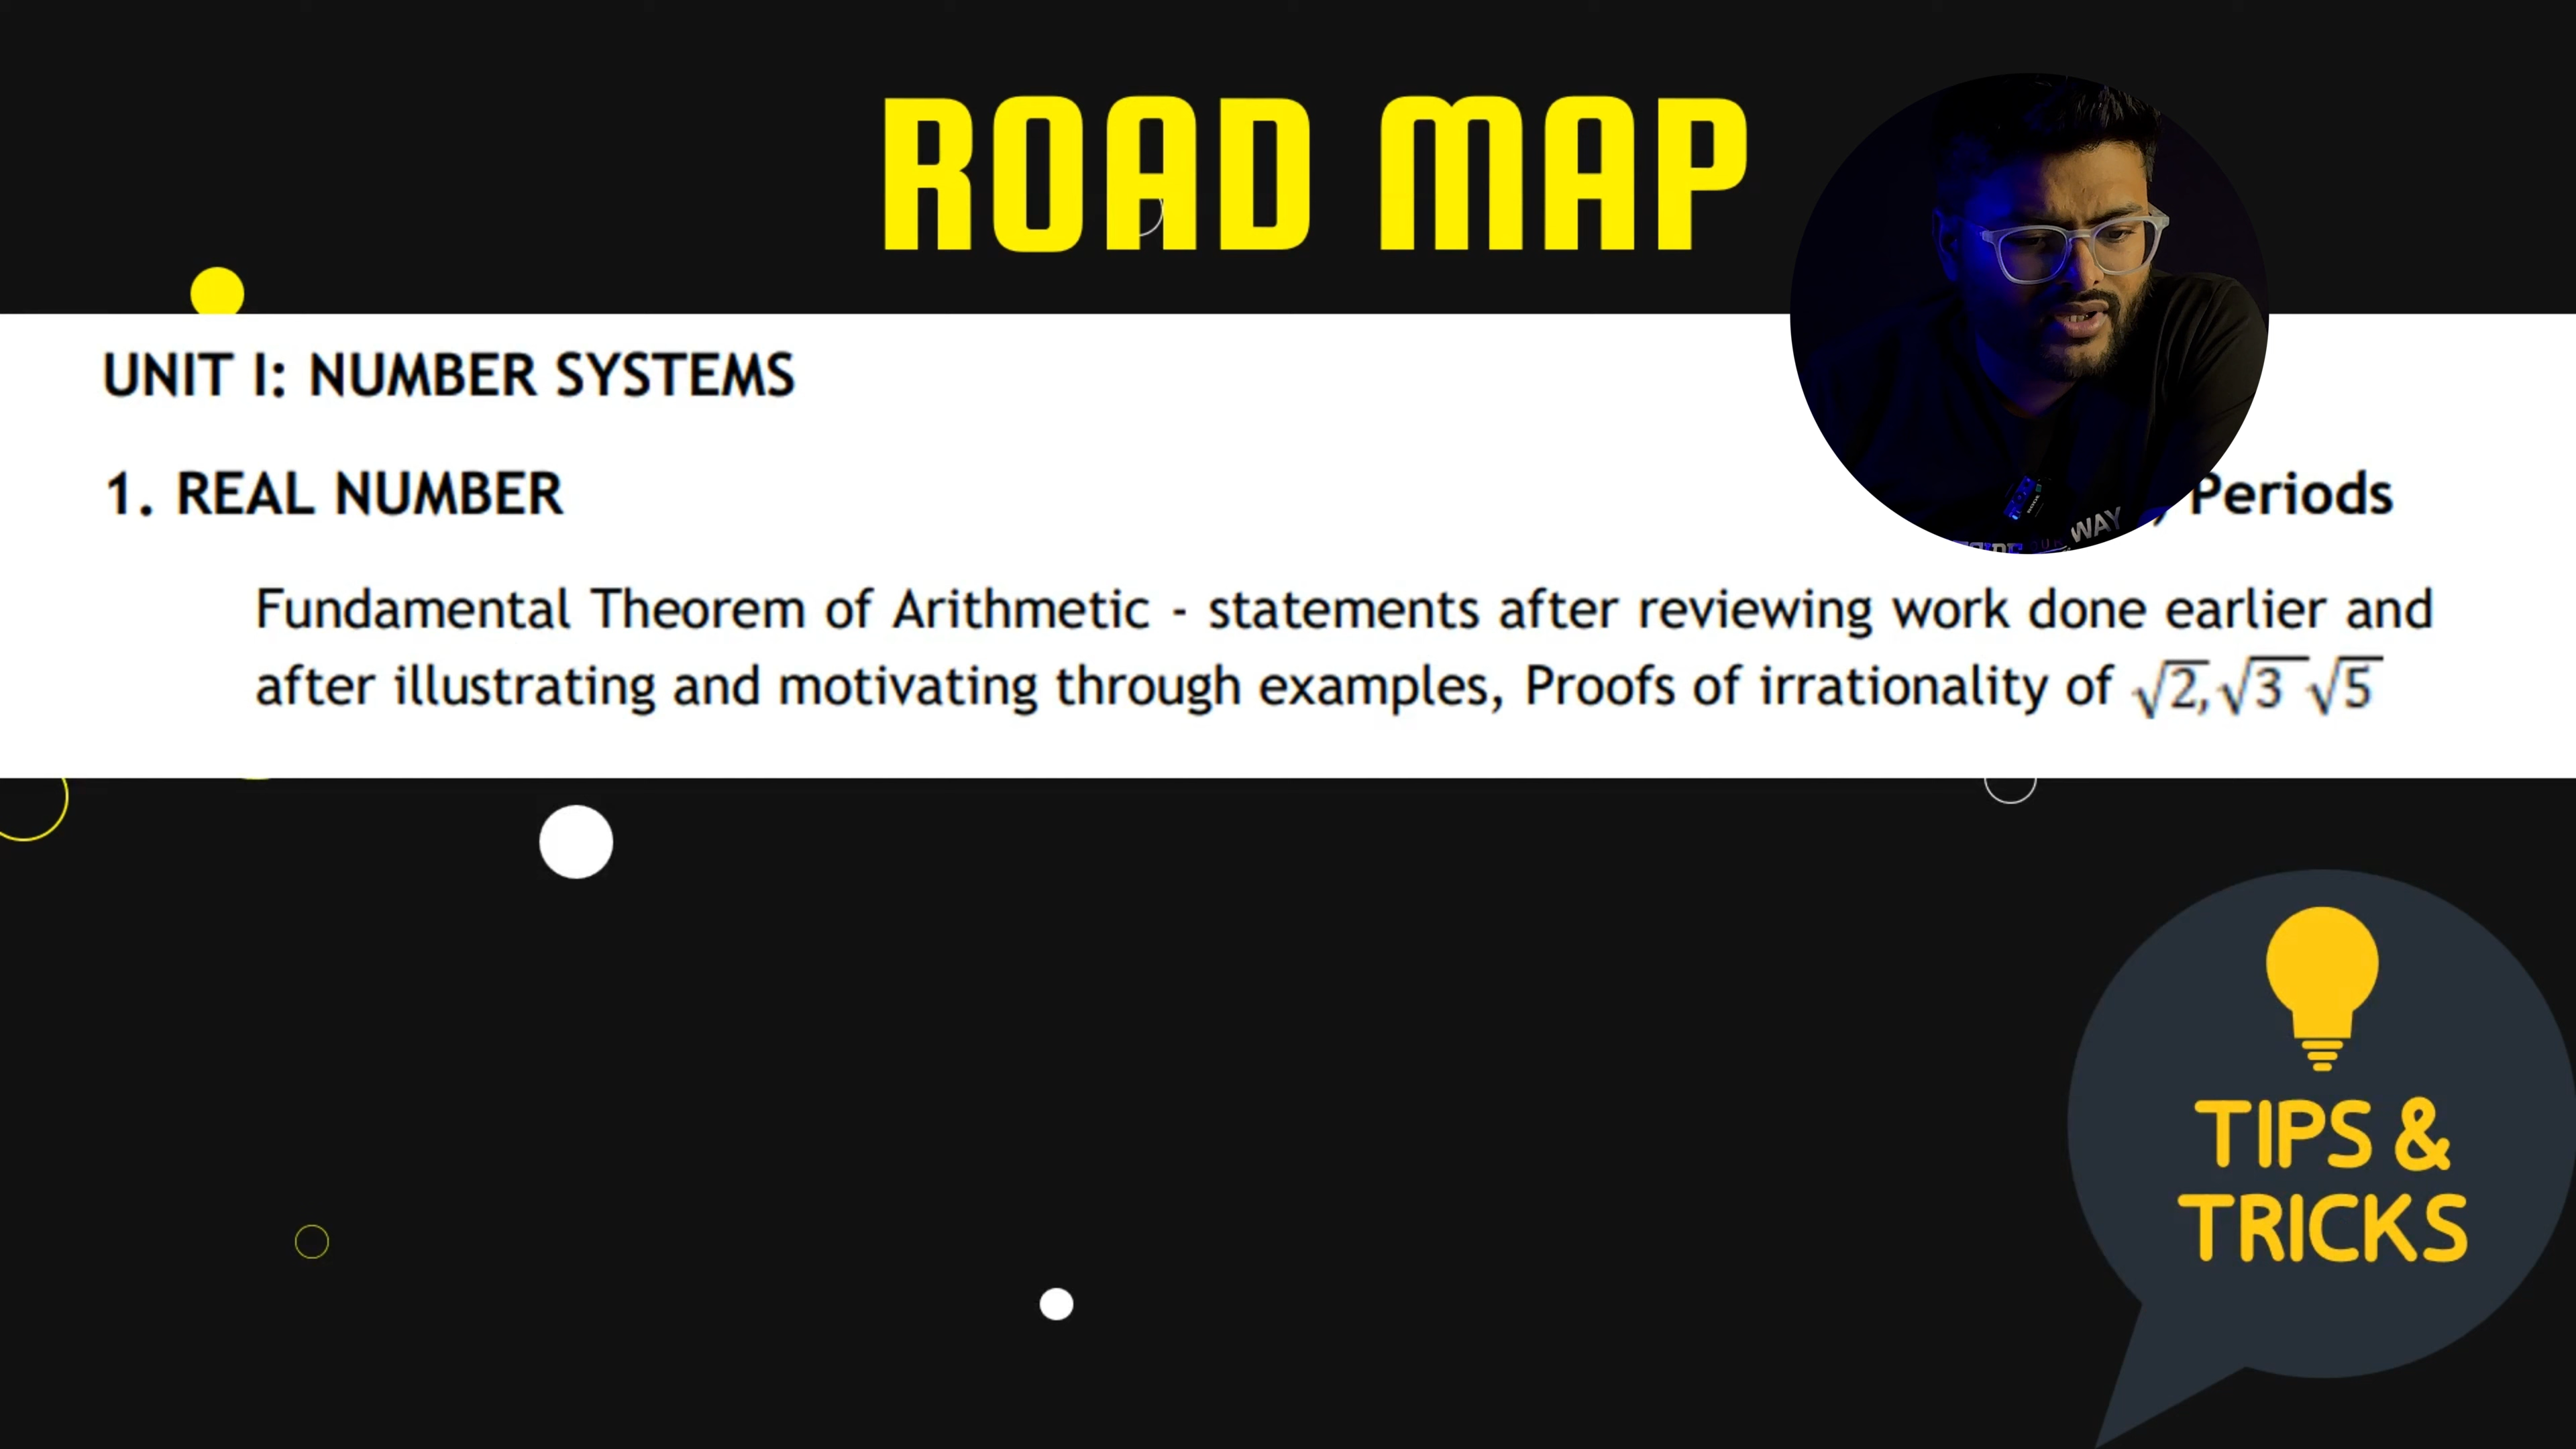 ROAD MAP
UNIT I: NUMBER SYSTEMS
1. REAL NUMBER
Periods
Fundamental Theorem of Arithmetic - statements after reviewing work done earlier and
after illustrating and motivating through examples, Proofs of irrationality of √2, √3 √5
WAY
TIPS &
TRICKS